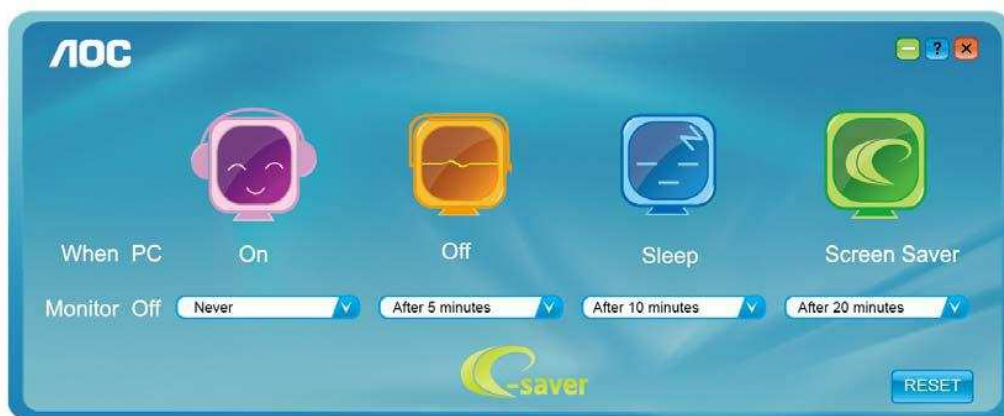 AOC
?
When PC On Off Sleep Screen Saver
Monitor Off Never After 5 minutes After 10 minutes After 20 minutes
e-saver
RESET